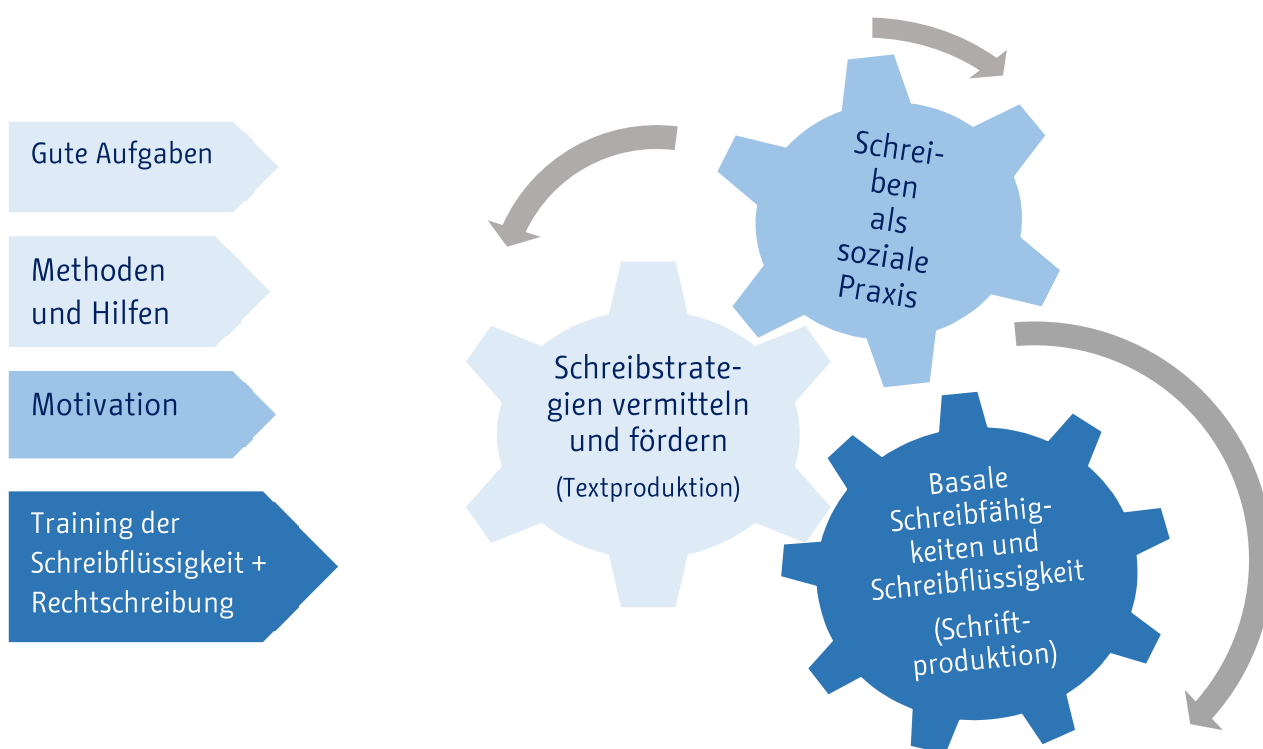 Gute Aufgaben
Methoden
und Hilfen
Motivation
Training der
Schreibflüssigkeit +
Rechtschreibung
Schrei-
ben
als
soziale
Praxis
Schreibstrate-
gien vermitteln
und fördern
(Textproduktion)
Basale
Schreibfähig-
keiten und
Schreibflüssigkeit
(Schrift-
produktion)